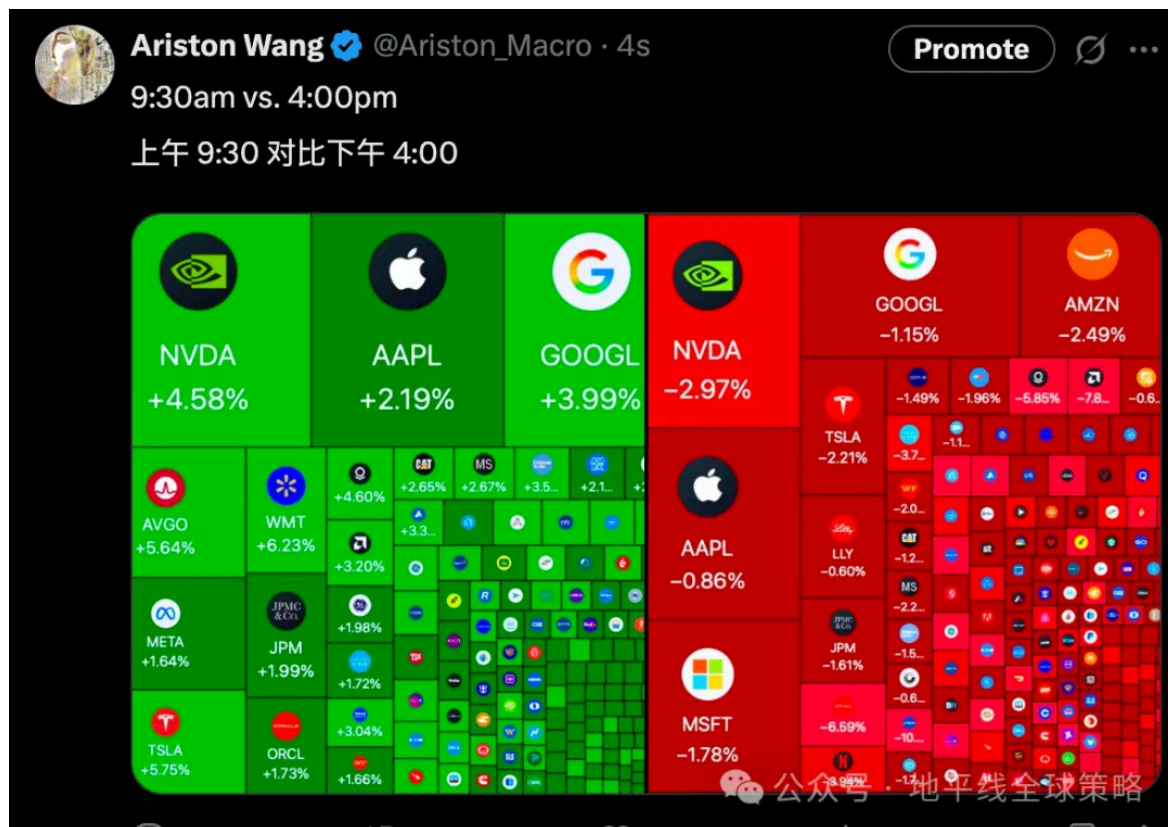 Ariston Wang @Ariston_Macro · 4s
Promote
9:30am vs. 4:00pm
上午 9:30 对比下午 4:00
NVDA
+4.58%
AAPL
+2.19%
GOOGL
+3.99%
AVGO
+5.64%
WMT
+6.23%
META
+1.64%
JPMC
&Co.
JPM
+1.99%
TSLA
+5.75%
ORACLE
ORCL
+1.73%
+4.60%
+3.20%
+1.98%
+1.72%
+3.04%
+1.66%
CAT
+2.65%
MS
+2.67%
+3.5...
+2.1...
+3.3...
NVDA
−2.97%
AAPL
−0.86%
MSFT
−1.78%
GOOGL
−1.15%
AMZN
−2.49%
TSLA
−2.21%
Lilly
LLY
−0.60%
JPMC
&Co.
JPM
−1.61%
−6.59%
−3.94%
−1.49%
−1.96%
−5.85%
−7.8...
−0.6...
−3.7...
−1.1...
−2.0...
CAT
−1.2...
MS
−2.2...
−1.5...
−0.6...
−10...
−1.7...
公众号 · 地平线全球策略